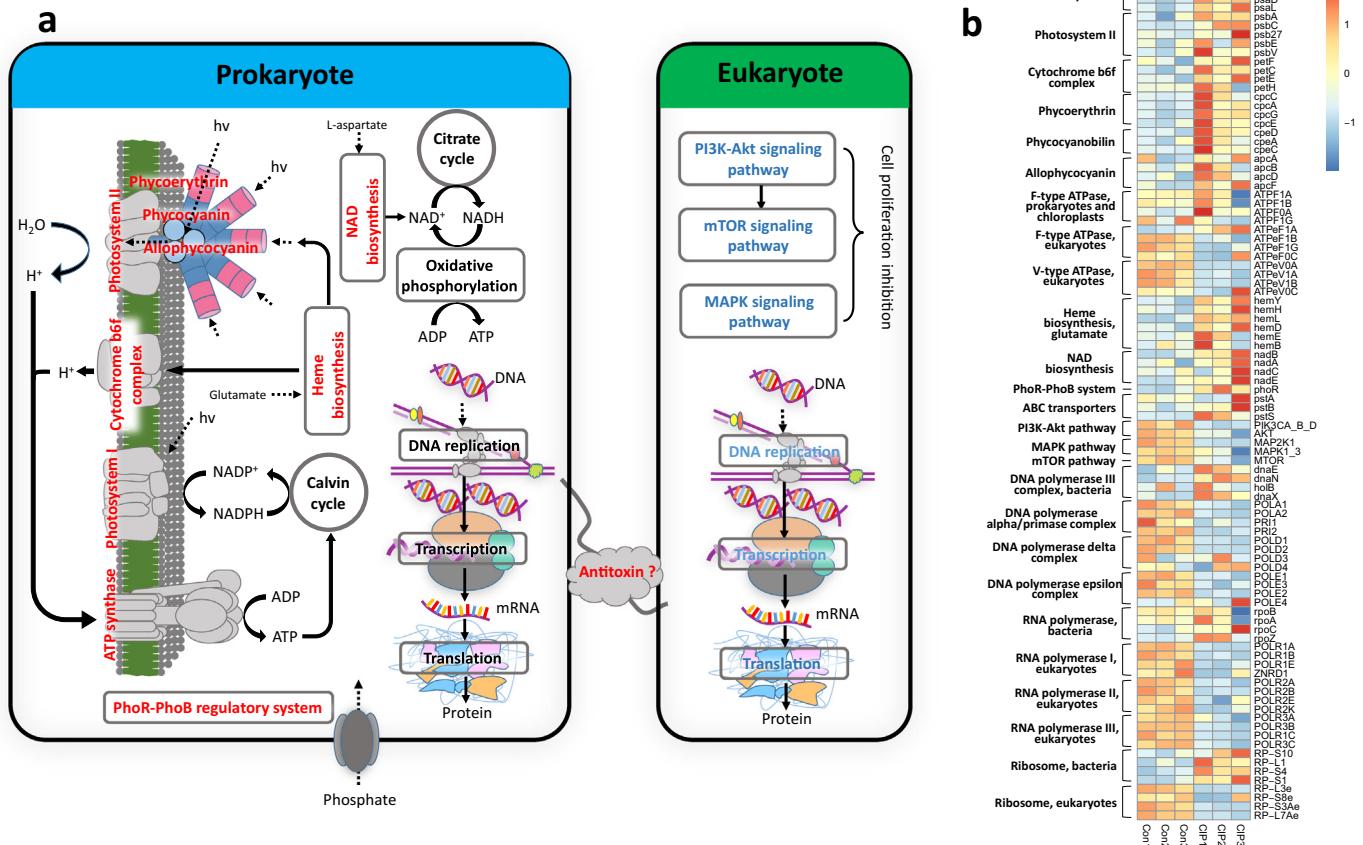 a
Prokaryote
hv
hv
Phycoerythrin
Phycocyanin
Allophycocyanin
Photosystem II
H2O
H+
Cytochrome b6f
complex
H+
Glutamate
hv
Heme
biosynthesis
Photosystem I
NADP+
NADPH
Calvin
cycle
ATP synthase
ADP
ATP
PhoR-PhoB regulatory system
Phosphate
L-aspartate
NAD
biosynthesis
Citrate
cycle
NAD+
NADH
Oxidative
phosphorylation
ADP
ATP
DNA
DNA replication
Transcription
mRNA
Translation
Protein
Antitoxin ?
Eukaryote
PI3K-Akt signaling
pathway
mTOR signaling
pathway
MAPK signaling
pathway
Cell proliferation inhibition
DNA
DNA replication
Transcription
mRNA
Translation
Protein
b
1
0
−1
Photosystem II
Cytochrome b6f
complex
Phycoerythrin
Phycocyanobilin
Allophycocyanin
F-type ATPase,
prokaryotes and
chloroplasts
F-type ATPase,
eukaryotes
V-type ATPase,
eukaryotes
Heme
biosynthesis,
glutamate
NAD
biosynthesis
PhoR-PhoB system
ABC transporters
PI3K-Akt pathway
MAPK pathway
mTOR pathway
DNA polymerase III
complex, bacteria
DNA polymerase
alpha/primase complex
DNA polymerase delta
complex
DNA polymerase epsilon
complex
RNA polymerase,
bacteria
RNA polymerise I,
eukaryotes
RNA polymerise II,
eukaryotes
RNA polymerise III,
eukaryotes
Ribosome, bacteria
Ribosome, eukaryotes
psaL
psbA
psbC
psb27
psbE
psbV
petF
petC
petE
petH
cpcC
cpcA
cpcG
cpcE
cpeD
cpeA
cpeC
apcA
apcB
apcD
apcF
ATPF1A
ATPF1B
ATPF0A
ATPF1G
ATPeF1A
ATPeF1B
ATPeF1G
ATPeF0C
ATPeV0A
ATPeV1A
ATPeV1B
ATPeV0C
hemY
hemH
hemL
hemD
hemE
hemB
nadB
nadA
nadC
nadE
phoR
pstA
pstB
pstS
PIK3CA_B_D
AKT
MAP2K1
MAPK1_3
MTOR
dnaE
dnaN
holB
dnaX
POLA1
POLA2
PRI1
PRI2
POLD1
POLD2
POLD3
POLD4
POLE1
POLE3
POLE2
POLE4
rpoB
rpoA
rpoC
rpoZ
POLR1A
POLR1B
POLR1E
ZNRD1
POLR2A
POLR2B
POLR2E
POLR2K
POLR3A
POLR3B
POLR1C
POLR3C
RP−S10
RP−L1
RP−S4
RP−S1
RP−L3e
RP−S8e
RP−S3Ae
RP−L7Ae
CIP1
CIP2
CIP3